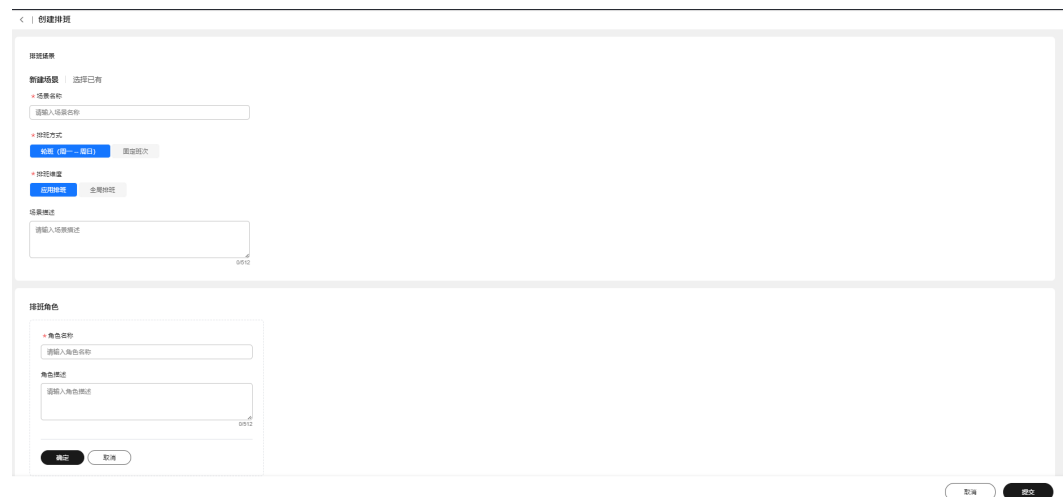 < | 创建排班
排班场景
新建场景 | 选择已有
* 场景名称
请输入场景名称
* 排班方式
轮班（周一 – 周日） 固定班次
* 排班维度
应用排班 全局排班
场景描述
请输入场景描述
0/512
排班角色
* 角色名称
请输入角色名称
角色描述
请输入角色描述
0/512
确定 取消
取消 提交